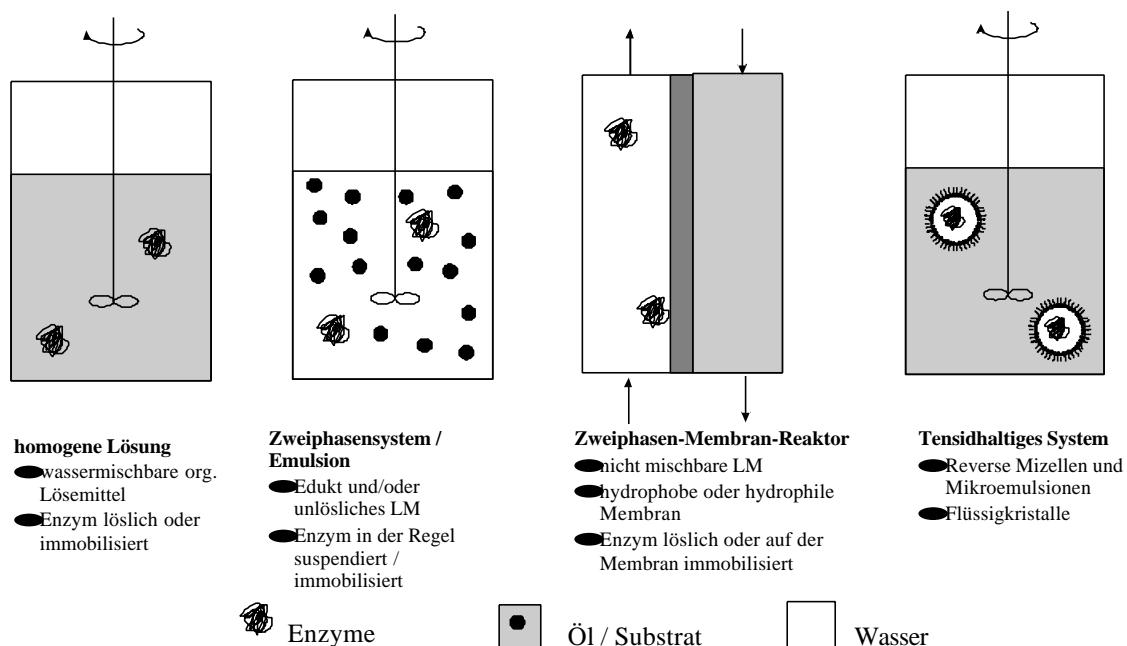 homogene Lösung
wassermischbare org.
Lösemittel
Enzym löslich oder
immobilisiert
Zweiphasensystem /
Emulsion
Edukt und/oder
unlösliches LM
Enzym in der Regel
suspendiert /
immobilisiert
Zweiphasen-Membran-Reaktor
nicht mischbare LM
hydrophobe oder hydrophile
Membran
Enzym löslich oder auf der
Membran immobilisiert
Tensidhaltiges System
Reverse Mizellen und
Mikroemulsionen
Flüssigkristalle
Enzyme
Öl / Substrat
Wasser